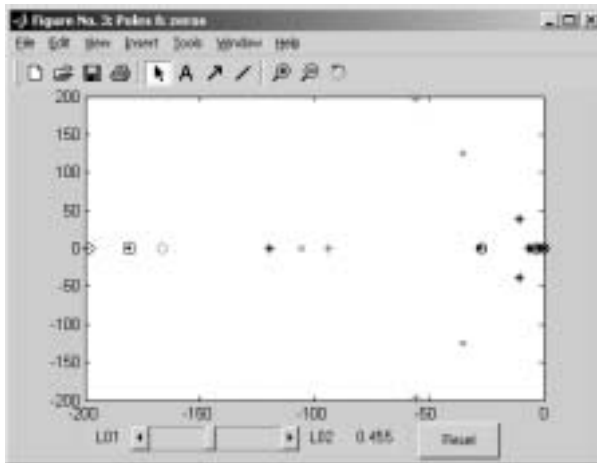 Figure No. 3: Poles & zeros
File Edit View Insert Tools Window Help
A
200
150
100
50
0
-50
-100
-150
-200
-200 -150 -100 -50 0
L01 L02 0.455 Reset